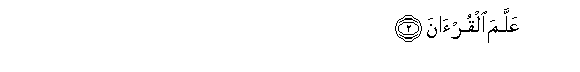 عَلَّمَ ٱلْقُرْءَانَ ۝٢